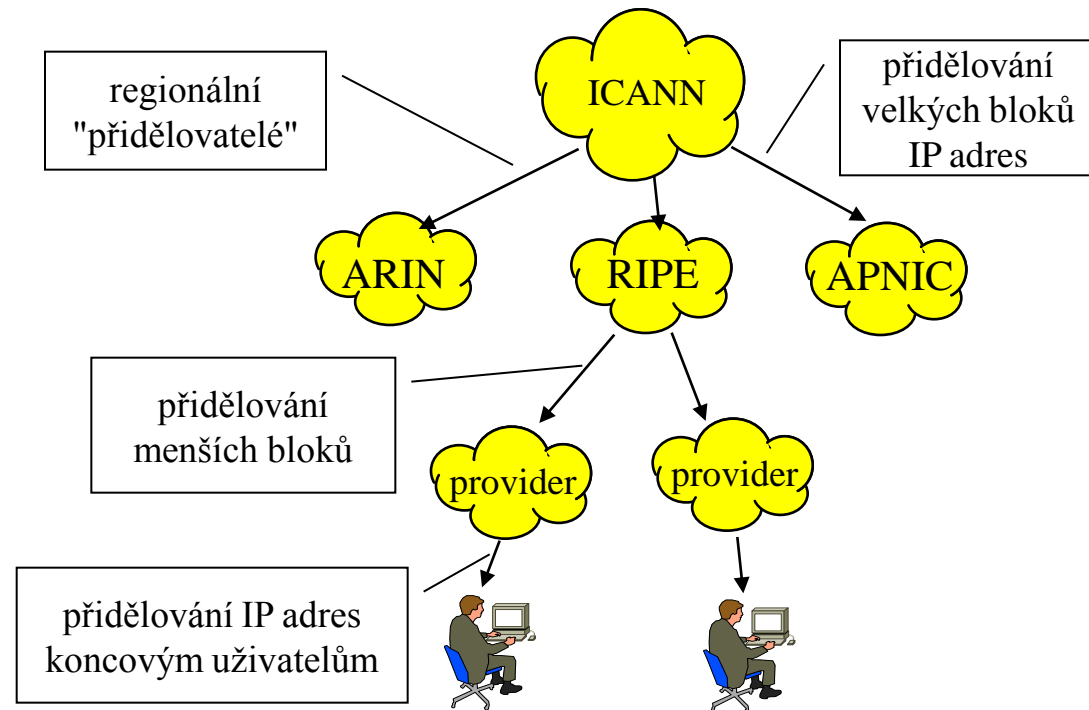 regionální
"přidělovatelé"
ICANN
přidělování
velkých bloků
IP adres
ARIN
RIPE
APNIC
přidělování
menších bloků
provider
provider
přidělování IP adres
koncovým uživatelům